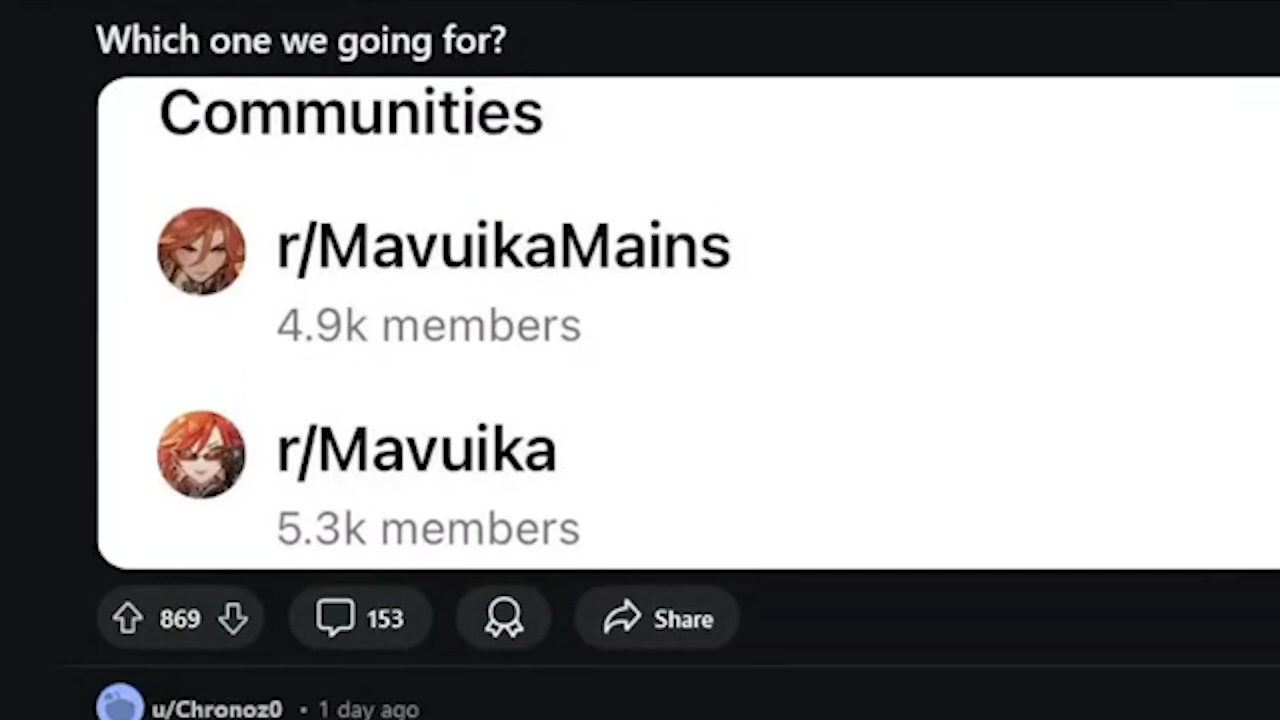 Which one we going for?
Communities
r/MavuikaMains
4.9k members
r/Mavuika
5.3k members
869 153 Share
u/Chronoz0 • 1 day ago